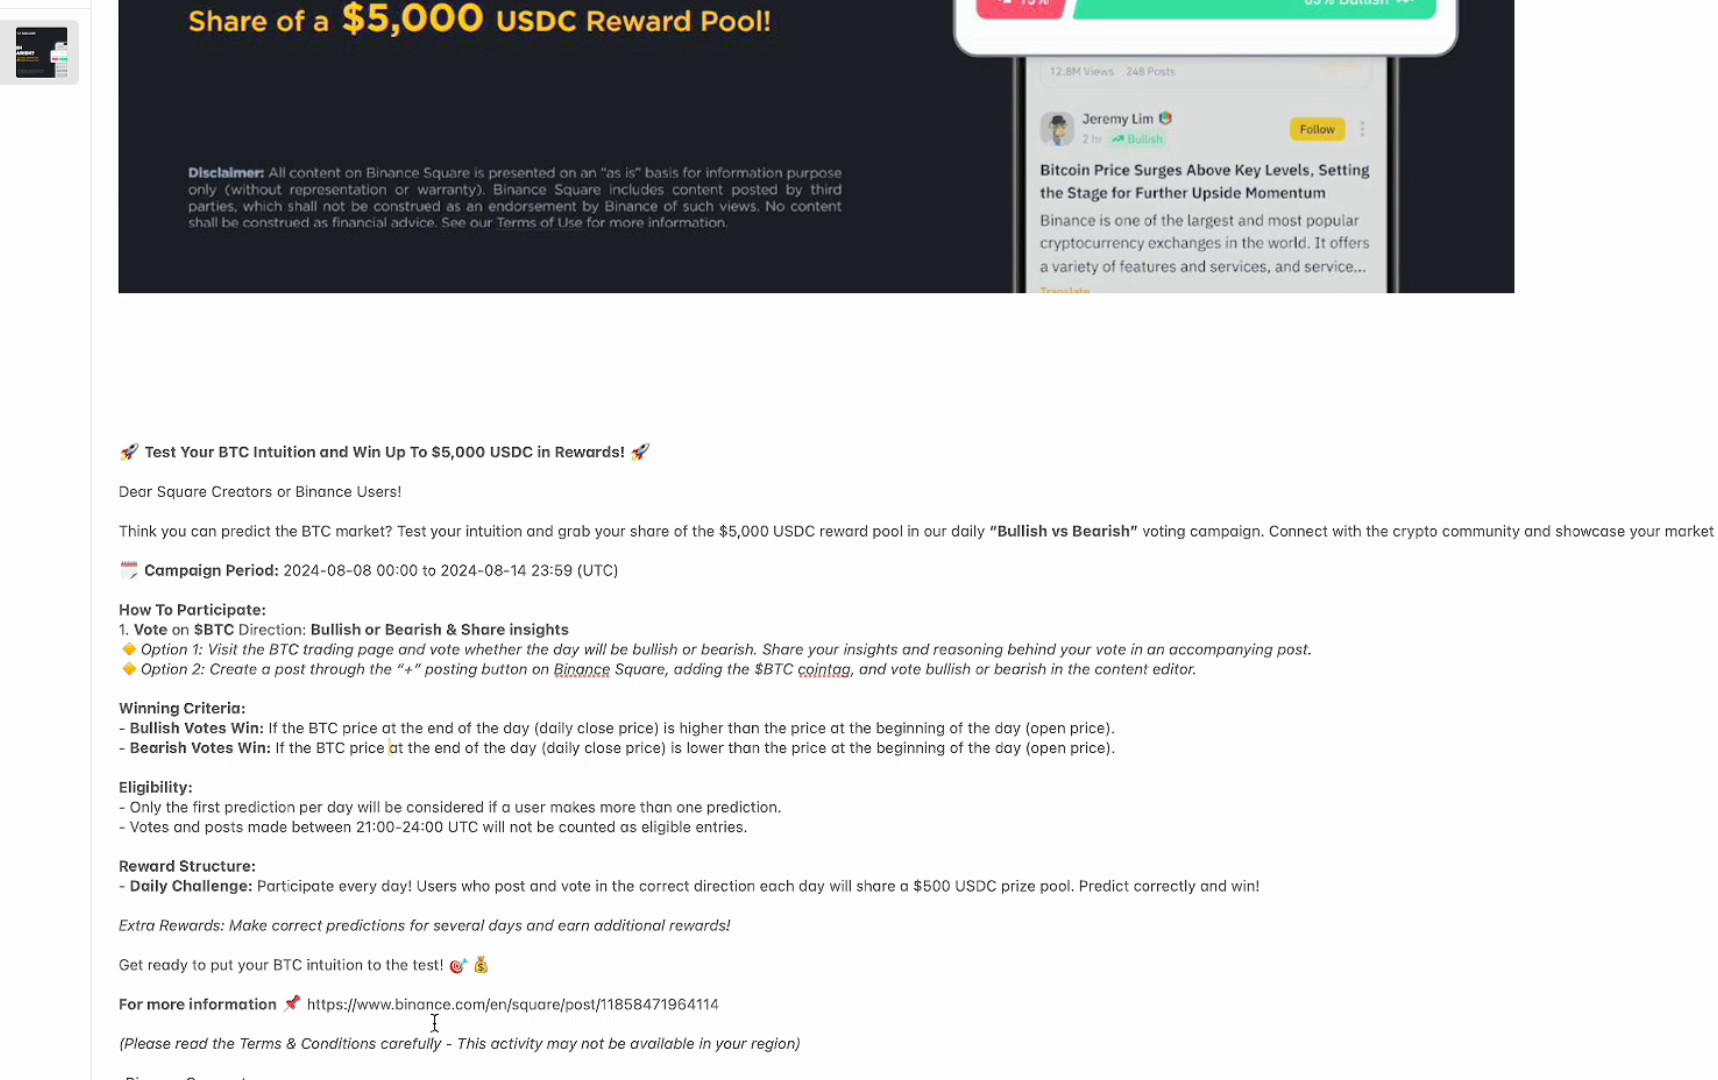 Share of a $5,000 USDC Reward Pool!
12.8M Views · 248 Posts
Jeremy Lim
Follow
2 hr Bullish
Bitcoin Price Surges Above Key Levels, Setting
the Stage for Further Upside Momentum
Binance is one of the largest and most popular
cryptocurrency exchanges in the world. It offers
a variety of features and services, and service...
Translate
Disclaimer: All content on Binance Square is presented on an "as is" basis for information purpose
only (without representation or warranty). Binance Square includes content posted by third
parties, which shall not be construed as an endorsement by Binance of such views. No content
shall be construed as financial advice. See our Terms of Use for more information.
🚀 Test Your BTC Intuition and Win Up To $5,000 USDC in Rewards! 🚀
Dear Square Creators or Binance Users!
Think you can predict the BTC market? Test your intuition and grab your share of the $5,000 USDC reward pool in our daily “Bullish vs Bearish” voting campaign. Connect with the crypto community and showcase your market
🗓️ Campaign Period: 2024-08-08 00:00 to 2024-08-14 23:59 (UTC)
How To Participate:
1. Vote on $BTC Direction: Bullish or Bearish & Share insights
🔸 Option 1: Visit the BTC trading page and vote whether the day will be bullish or bearish. Share your insights and reasoning behind your vote in an accompanying post.
🔸 Option 2: Create a post through the “+” posting button on Binance Square, adding the $BTC cointag, and vote bullish or bearish in the content editor.
Winning Criteria:
- Bullish Votes Win: If the BTC price at the end of the day (daily close price) is higher than the price at the beginning of the day (open price).
- Bearish Votes Win: If the BTC price at the end of the day (daily close price) is lower than the price at the beginning of the day (open price).
Eligibility:
- Only the first prediction per day will be considered if a user makes more than one prediction.
- Votes and posts made between 21:00-24:00 UTC will not be counted as eligible entries.
Reward Structure:
- Daily Challenge: Participate every day! Users who post and vote in the correct direction each day will share a $500 USDC prize pool. Predict correctly and win!
Extra Rewards: Make correct predictions for several days and earn additional rewards!
Get ready to put your BTC intuition to the test! 🎯 💰
For more information 📌 https://www.binance.com/en/square/post/11858471964114
(Please read the Terms & Conditions carefully - This activity may not be available in your region)